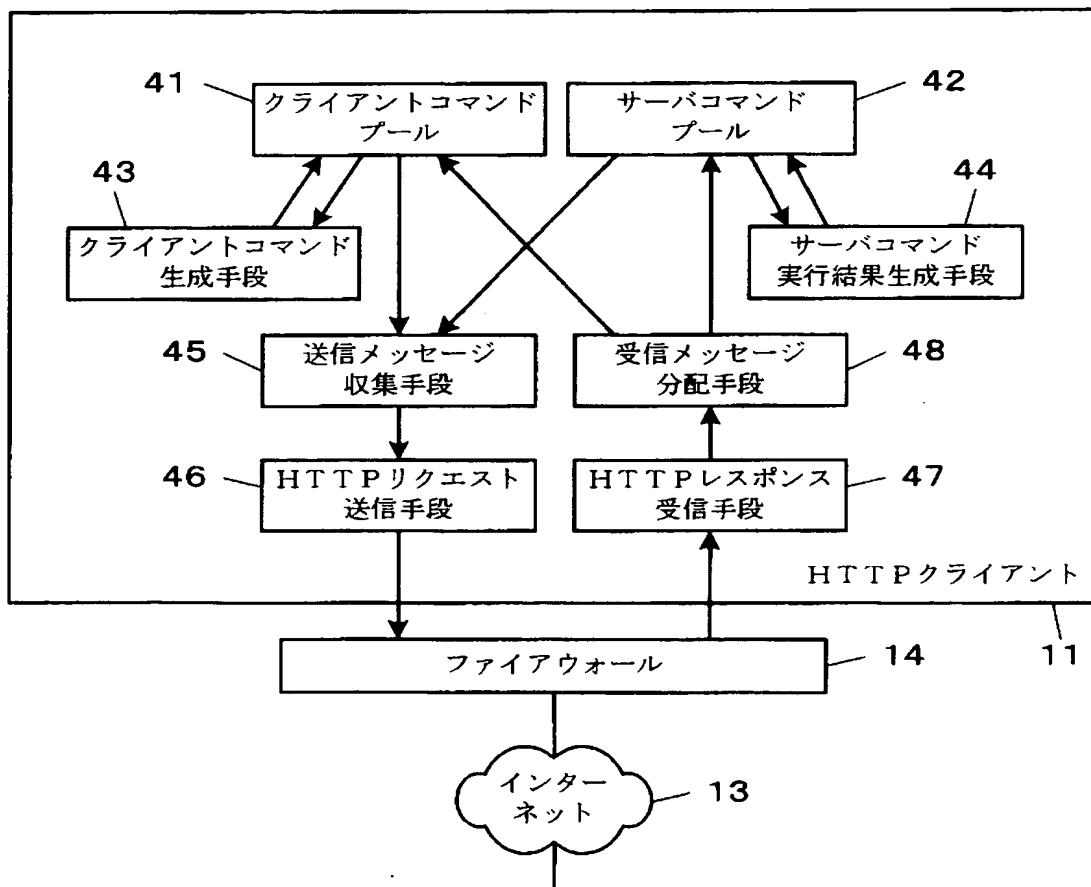 41
クライアントコマンド
プール
サーバコマンド
プール
42
43
クライアントコマンド
生成手段
44
サーバコマンド
実行結果生成手段
45
送信メッセージ
収集手段
受信メッセージ
分配手段
48
46
ＨＴＴＰリクエスト
送信手段
ＨＴＴＰレスポンス
受信手段
47
ＨＴＴＰクライアント
11
ファイアウォール
14
インター
ネット
13